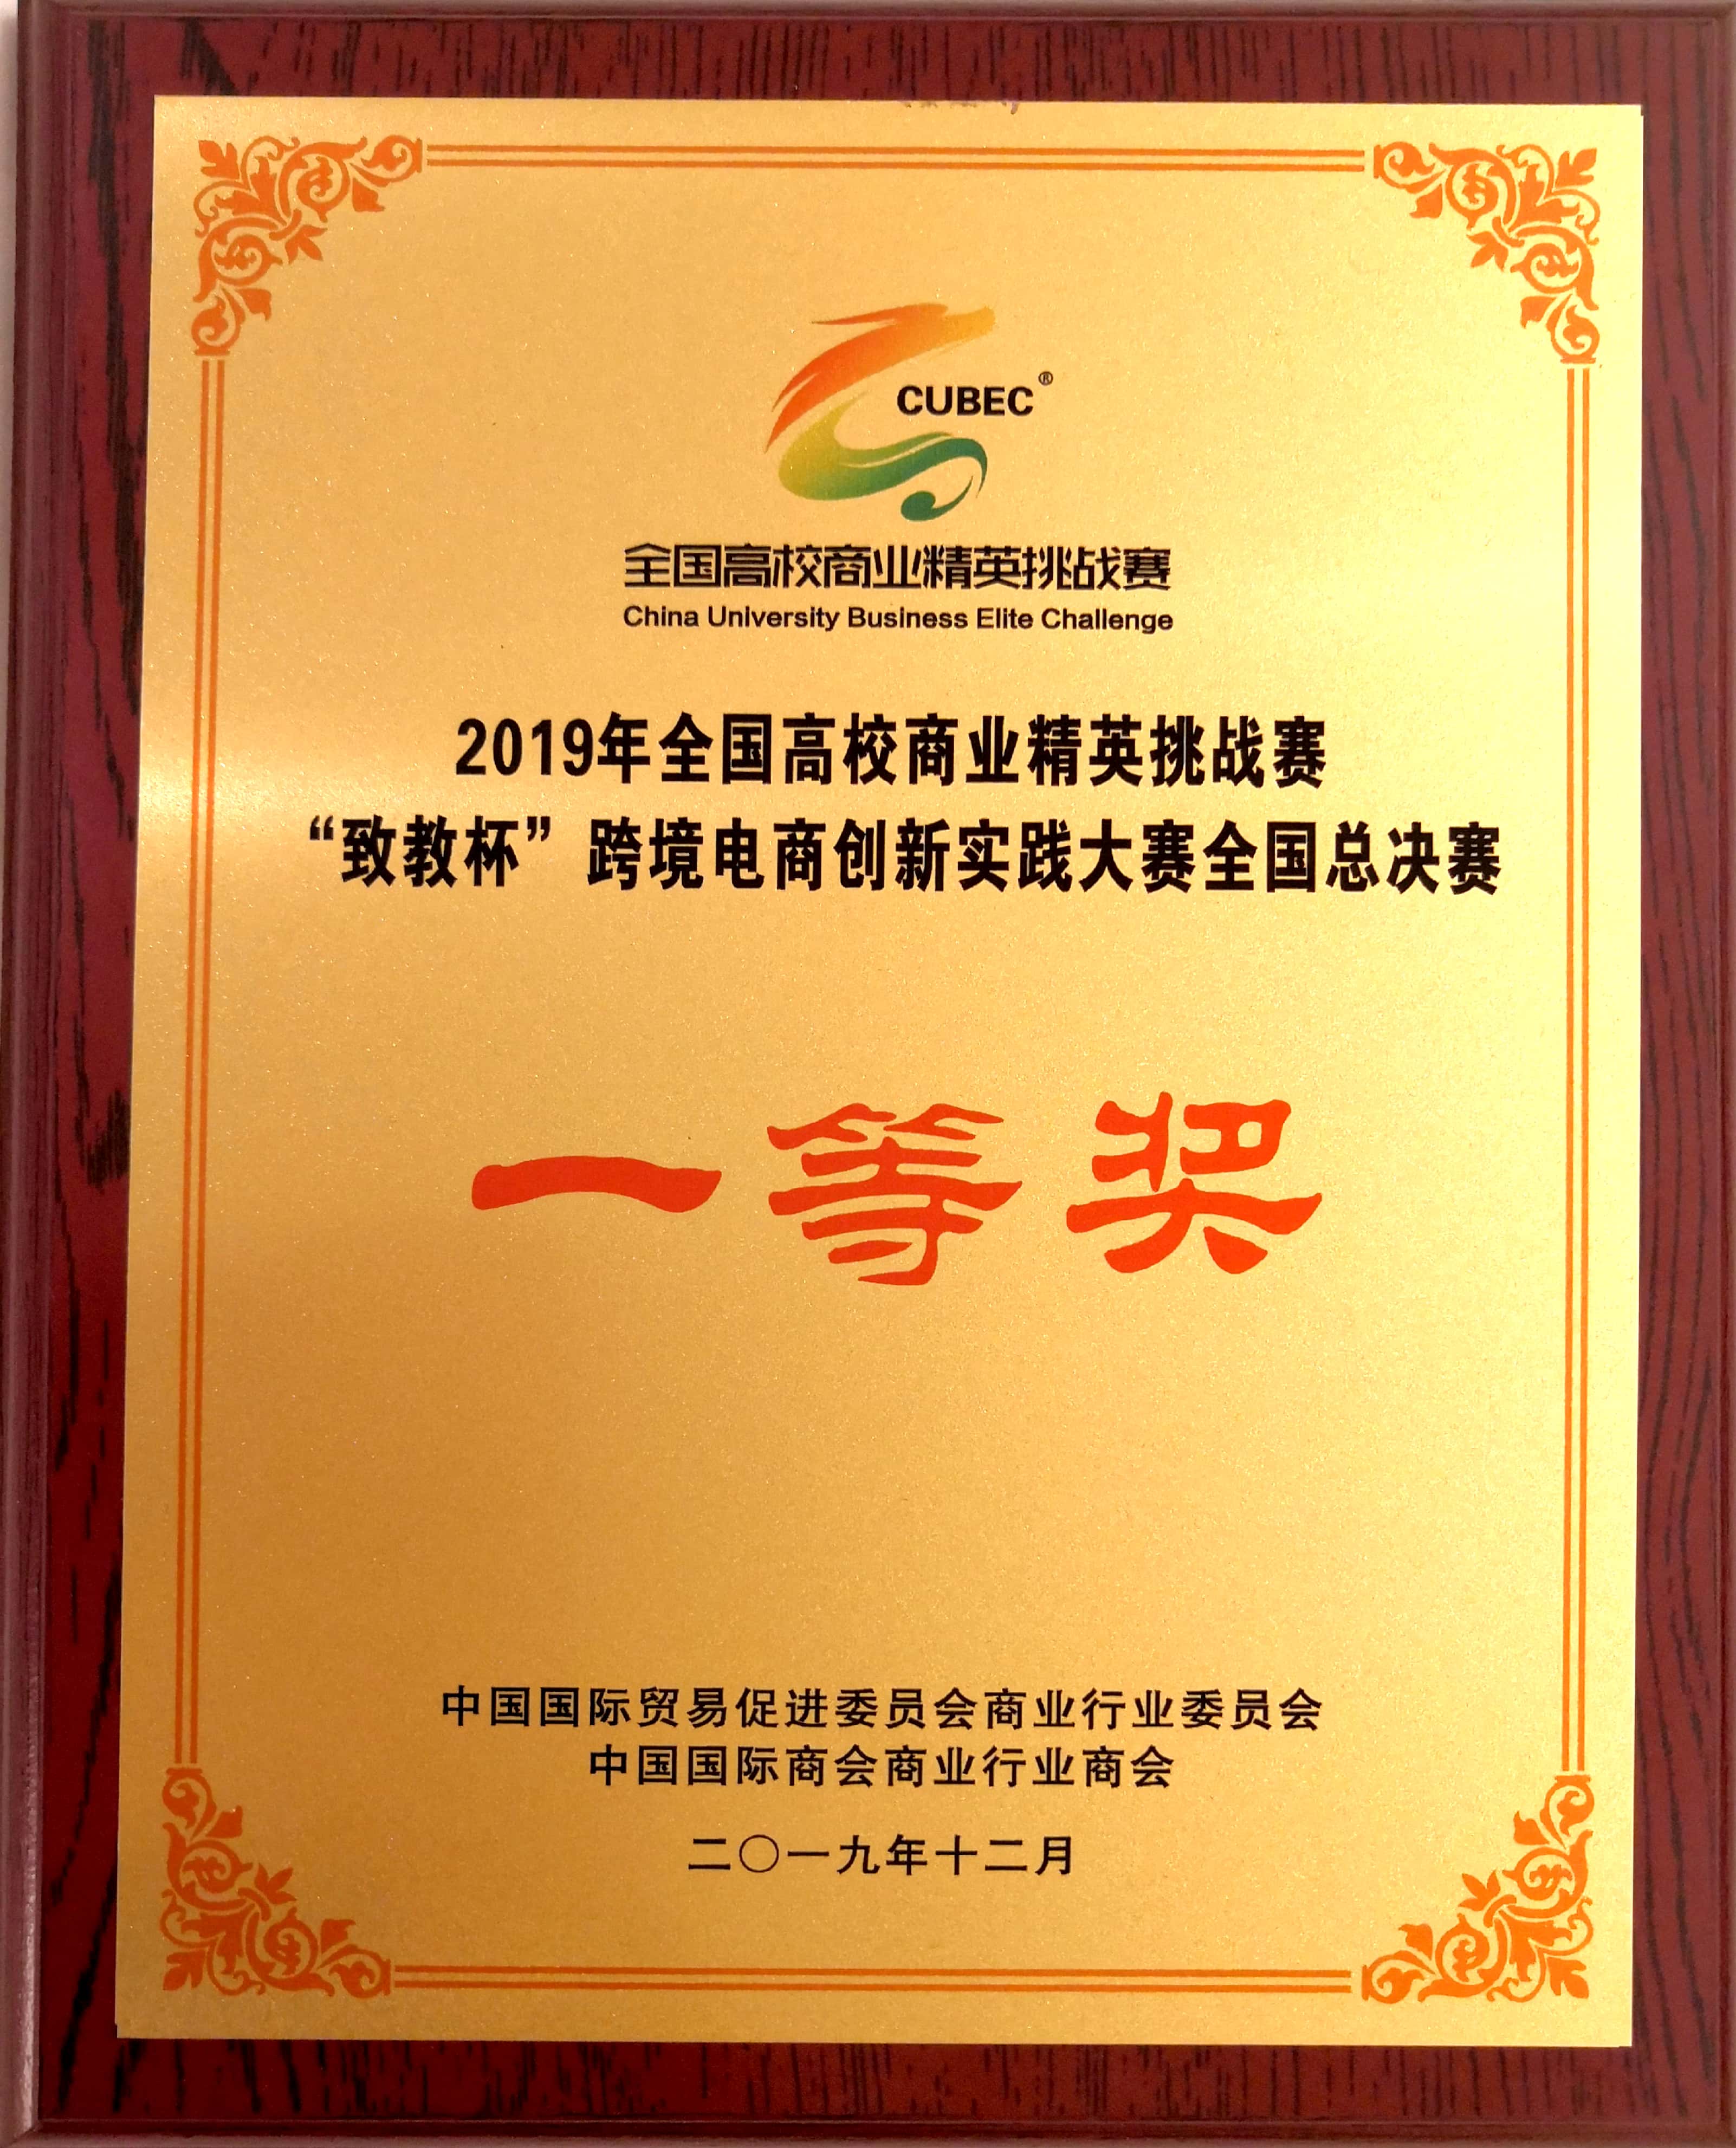 CUBEC®
全国高校商业精英挑战赛
China University Business Elite Challenge
2019年全国高校商业精英挑战赛
“致教杯”跨境电商创新实践大赛全国总决赛
一等奖
中国国际贸易促进委员会商业行业委员会
中国国际商会商业行业商会
二〇一九年十二月